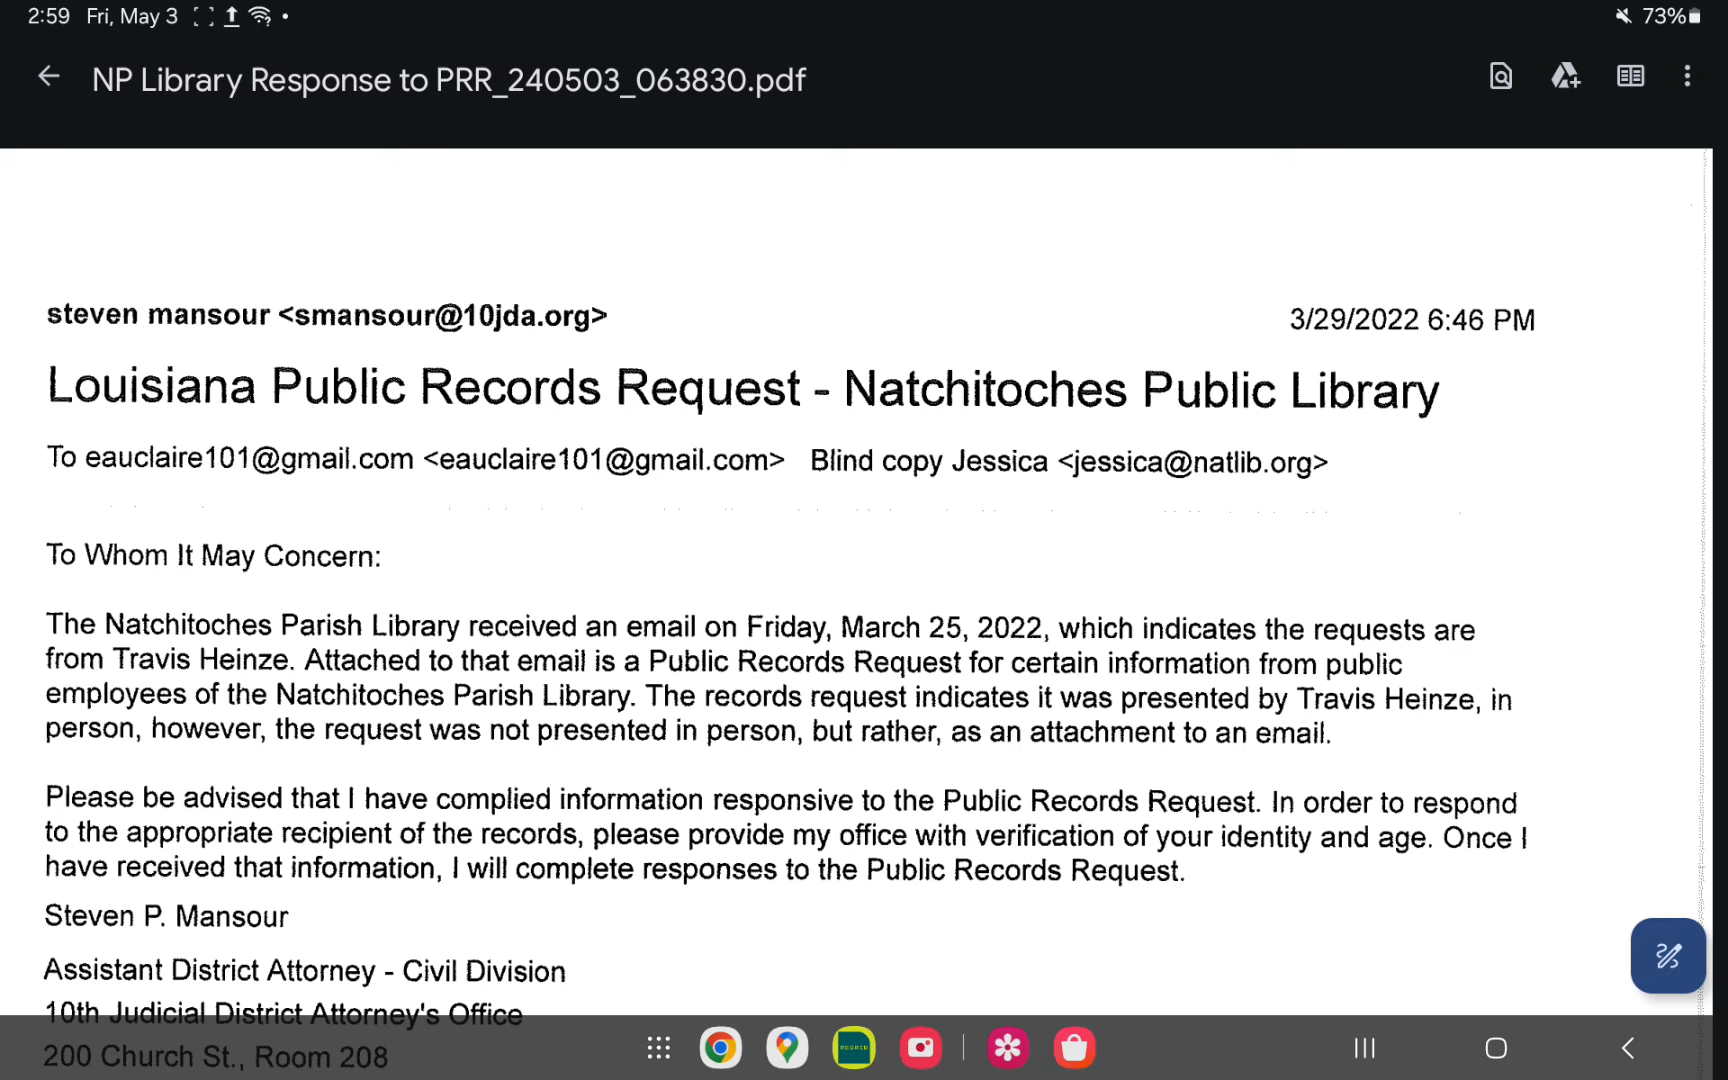 2:59 Fri, May 3
73%
NP Library Response to PRR_240503_063830.pdf
steven mansour <smansour@10jda.org>
3/29/2022 6:46 PM
Louisiana Public Records Request - Natchitoches Public Library
To eauclaire101@gmail.com <eauclaire101@gmail.com> Blind copy Jessica <jessica@natlib.org>
To Whom It May Concern:
The Natchitoches Parish Library received an email on Friday, March 25, 2022, which indicates the requests are
from Travis Heinze. Attached to that email is a Public Records Request for certain information from public
employees of the Natchitoches Parish Library. The records request indicates it was presented by Travis Heinze, in
person, however, the request was not presented in person, but rather, as an attachment to an email.
Please be advised that I have complied information responsive to the Public Records Request. In order to respond
to the appropriate recipient of the records, please provide my office with verification of your identity and age. Once I
have received that information, I will complete responses to the Public Records Request.
Steven P. Mansour
Assistant District Attorney - Civil Division
10th Judicial District Attorney's Office
200 Church St., Room 208
REGRID